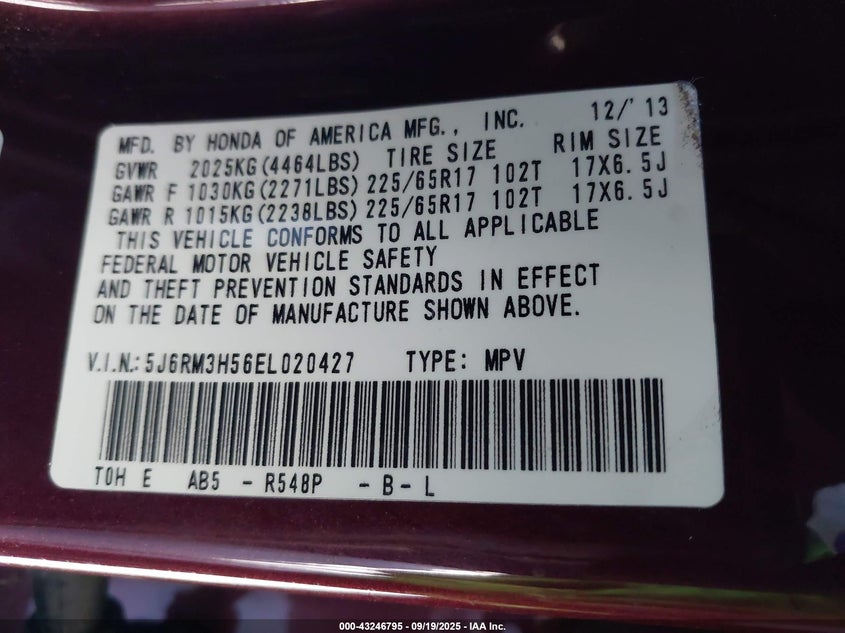 MFD. BY HONDA OF AMERICA MFG., INC. 12/'13
GVWR 2025KG(4464LBS) TIRE SIZE RIM SIZE
GAWR F 1030KG(2271LBS) 225/65R17 102T 17X6.5J
GAWR R 1015KG(2238LBS) 225/65R17 102T 17X6.5J
THIS VEHICLE CONFORMS TO ALL APPLICABLE
FEDERAL MOTOR VEHICLE SAFETY
AND THEFT PREVENTION STANDARDS IN EFFECT
ON THE DATE OF MANUFACTURE SHOWN ABOVE.
V.I.N.: 5J6RM3H56EL020427 TYPE: MPV
TOH E AB5 - R548P - B - L
000-43246795 - 09/19/2025 - IAA Inc.